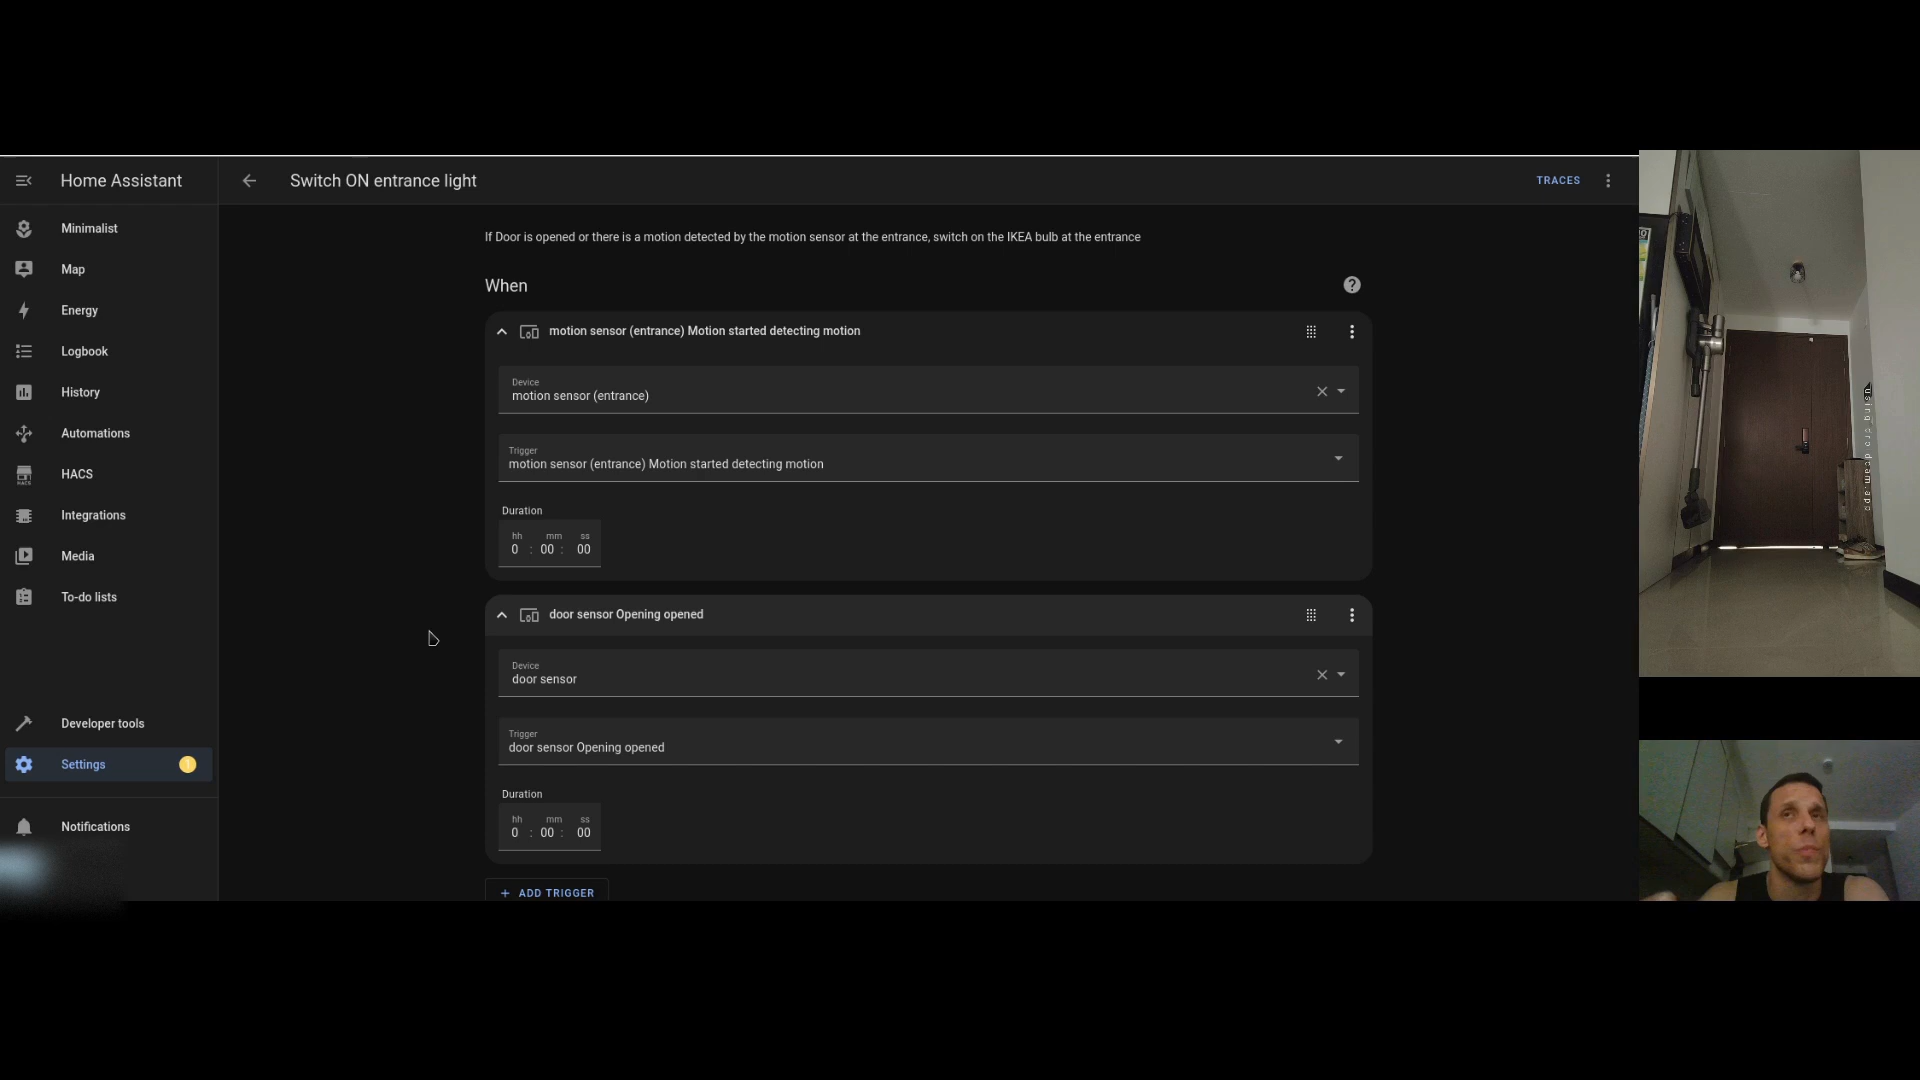 Home Assistant
Minimalist
Map
Energy
Logbook
History
Automations
HACS
HACS
Integrations
Media
To-do lists
Developer tools
Settings
Notifications
Switch ON entrance light
TRACES
If Door is opened or there is a motion detected by the motion sensor at the entrance, switch on the IKEA bulb at the entrance
When
motion sensor (entrance) Motion started detecting motion
Device
motion sensor (entrance)
Trigger
motion sensor (entrance) Motion started detecting motion
Duration
hh mm ss
0 : 00 : 00
door sensor Opening opened
Device
door sensor
Trigger
door sensor Opening opened
Duration
hh mm ss
0 : 00 : 00
+ ADD TRIGGER